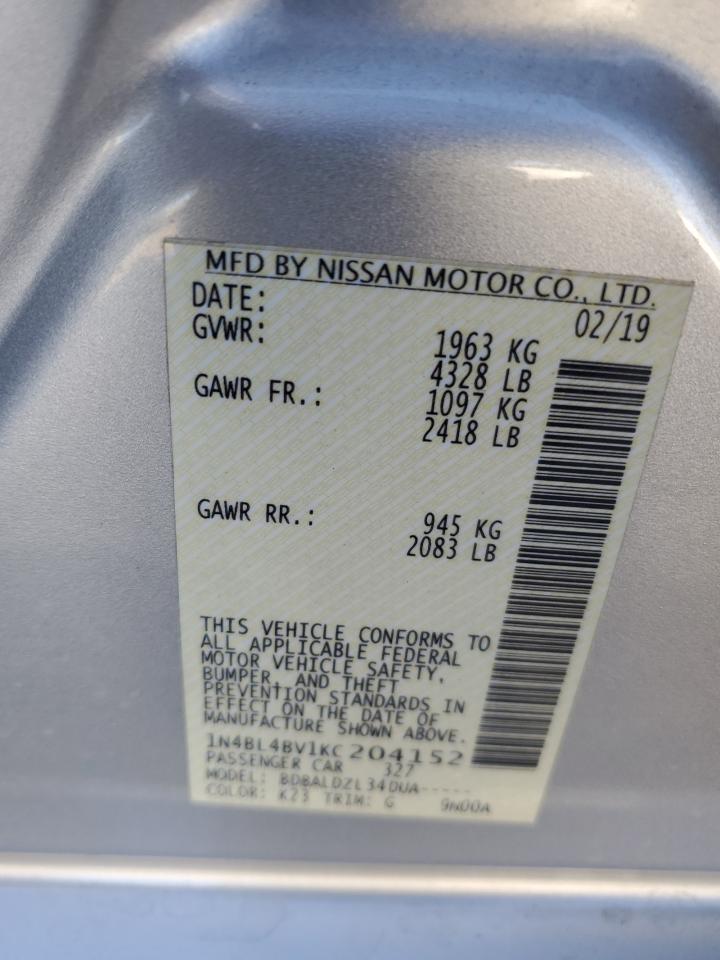 MFD BY NISSAN MOTOR CO., LTD.
DATE: 02/19
GVWR: 1963 KG
4328 LB
GAWR FR.: 1097 KG
2418 LB
GAWR RR.: 945 KG
2083 LB
THIS VEHICLE CONFORMS TO
ALL APPLICABLE FEDERAL
MOTOR VEHICLE SAFETY,
BUMPER, AND THEFT
PREVENTION STANDARDS IN
EFFECT ON THE DATE OF
MANUFACTURE SHOWN ABOVE.
1N4BL4BV1KC204152
PASSENGER CAR 327
MODEL: BDBALDZL34DUA-----
COLOR: K23 TRIM: G 9N00A